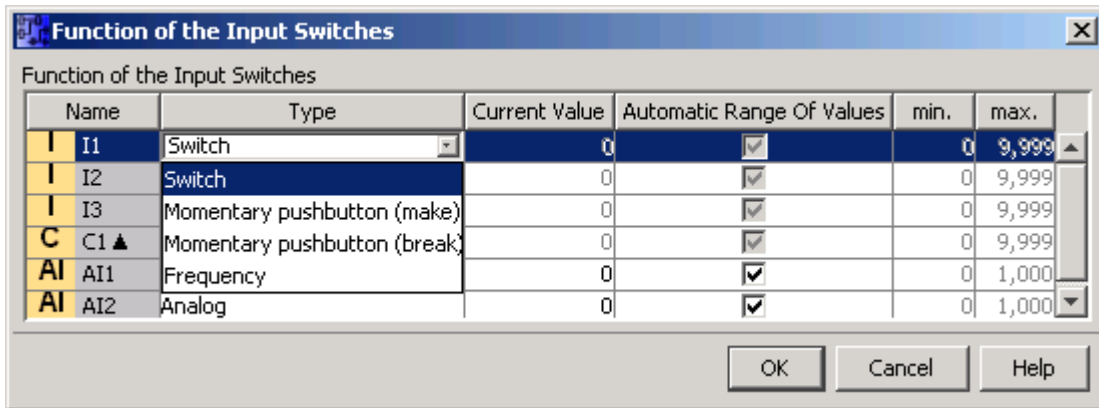 Function of the Input Switches
Function of the Input Switches
Name Type Current Value Automatic Range Of Values min. max.
I I1 Switch 0 0 9,999
I I2 Switch 0 0 9,999
I I3 Momentary pushbutton (make) 0 0 9,999
C C1▲ Momentary pushbutton (break) 0 0 9,999
AI AI1 Frequency 0 0 1,000
AI AI2 Analog 0 0 1,000
OK Cancel Help